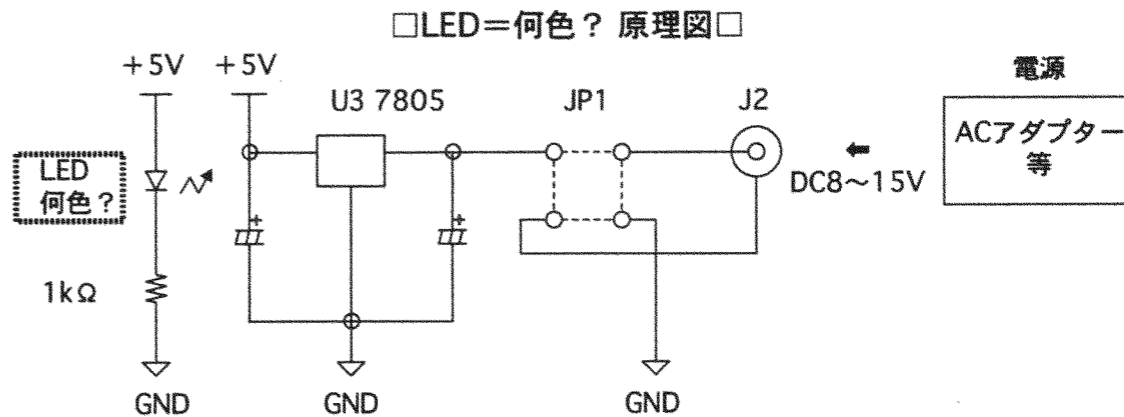 □LED＝何色？ 原理図□
＋5V ＋5V
U3 7805
JP1
J2
電源
ACアダプター
等
DC8～15V
LED
何色？
1kΩ
GND
GND
GND